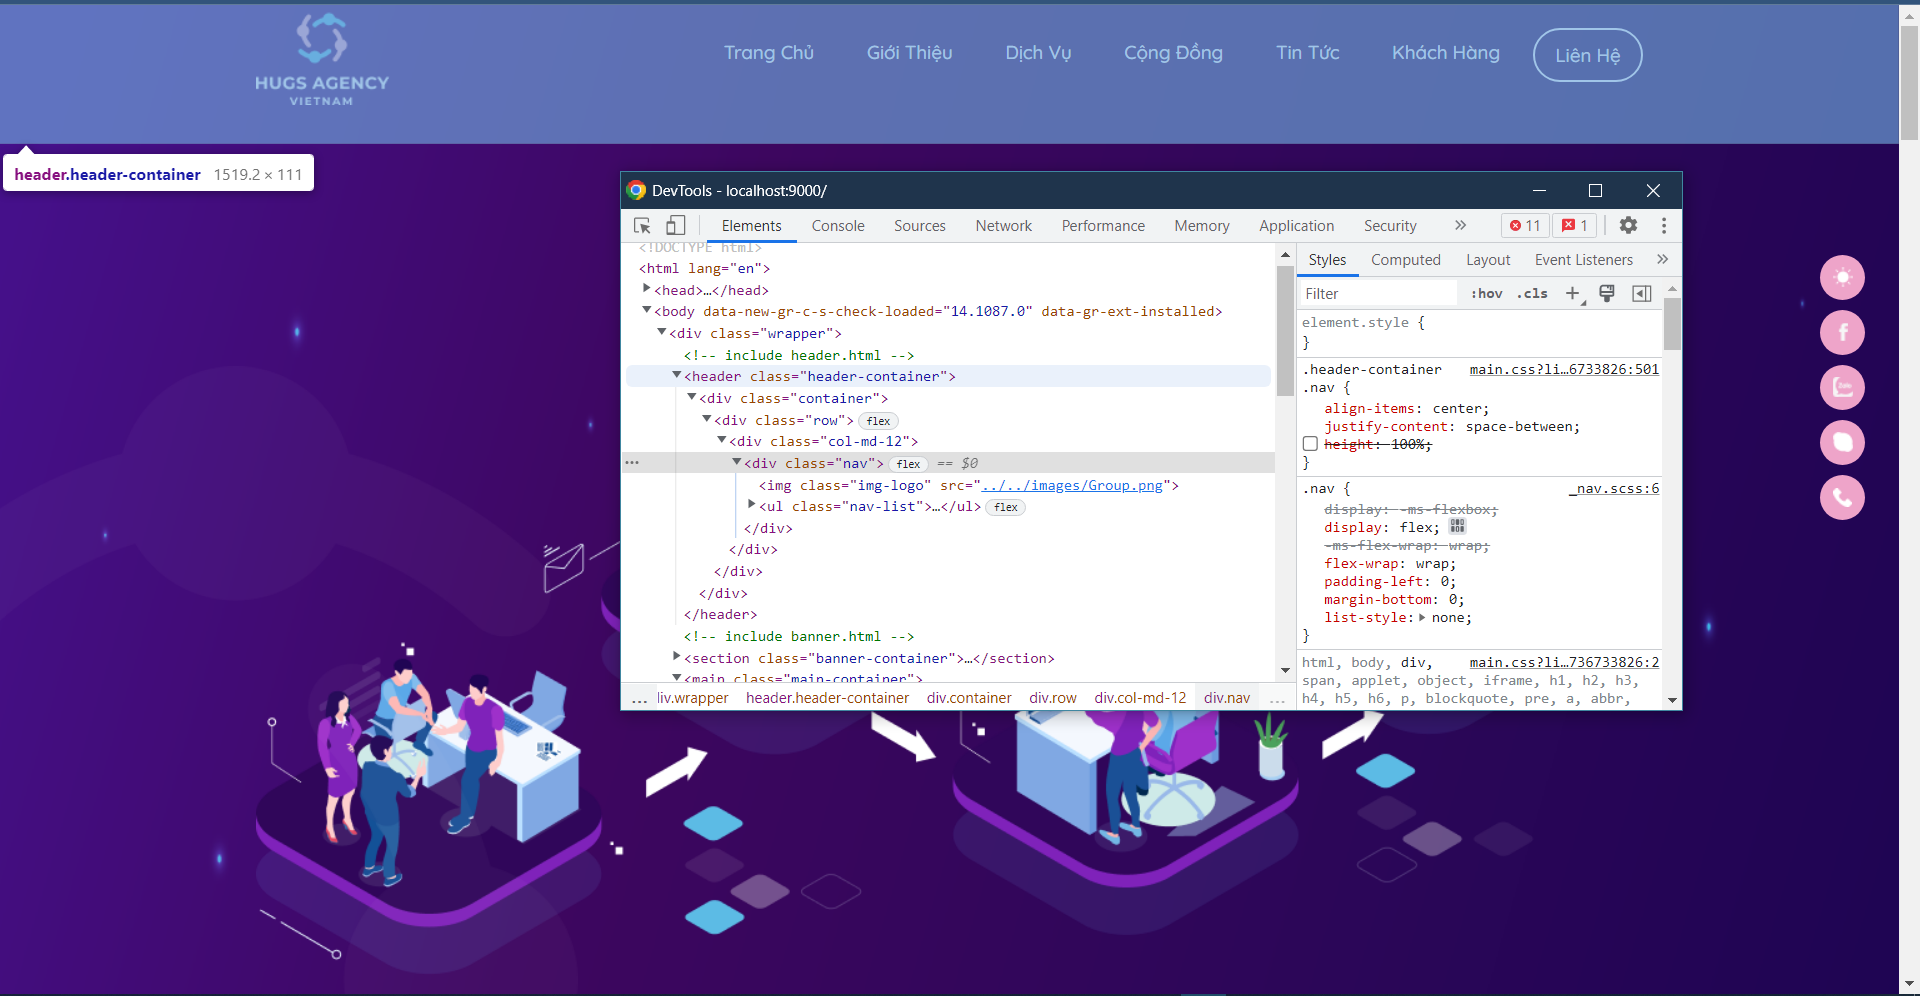 HUGS AGENCY
VIETNAM
Trang Chủ
Giới Thiệu
Dịch Vụ
Cộng Đồng
Tin Tức
Khách Hàng
Liên Hệ
header.header-container 1519.2 × 111
DevTools - localhost:9000/
Elements Console Sources Network Performance Memory Application Security » 11 1
<!DOCTYPE html>
<html lang="en">
<head>…</head>
<body data-new-gr-c-s-check-loaded="14.1087.0" data-gr-ext-installed>
<div class="wrapper">
<!-- include header.html -->
<header class="header-container">
<div class="container">
<div class="row"> flex
<div class="col-md-12">
<div class="nav"> flex == $0
<img class="img-logo" src="../../images/Group.png">
<ul class="nav-list">…</ul> flex
</div>
</div>
</div>
</div>
</header>
<!-- include banner.html -->
<section class="banner-container">…</section>
<main class="main-container">
… liv.wrapper header.header-container div.container div.row div.col-md-12 div.nav …
Styles Computed Layout Event Listeners »
Filter :hov .cls +
element.style {
}
.header-container main.css?li…6733826:501
.nav {
align-items: center;
justify-content: space-between;
height: 100%;
}
.nav { _nav.scss:6
display: -ms-flexbox;
display: flex;
-ms-flex-wrap: wrap;
flex-wrap: wrap;
padding-left: 0;
margin-bottom: 0;
list-style: none;
}
html, body, div, main.css?li…736733826:2
span, applet, object, iframe, h1, h2, h3,
h4, h5, h6, p, blockquote, pre, a, abbr,
Zalo